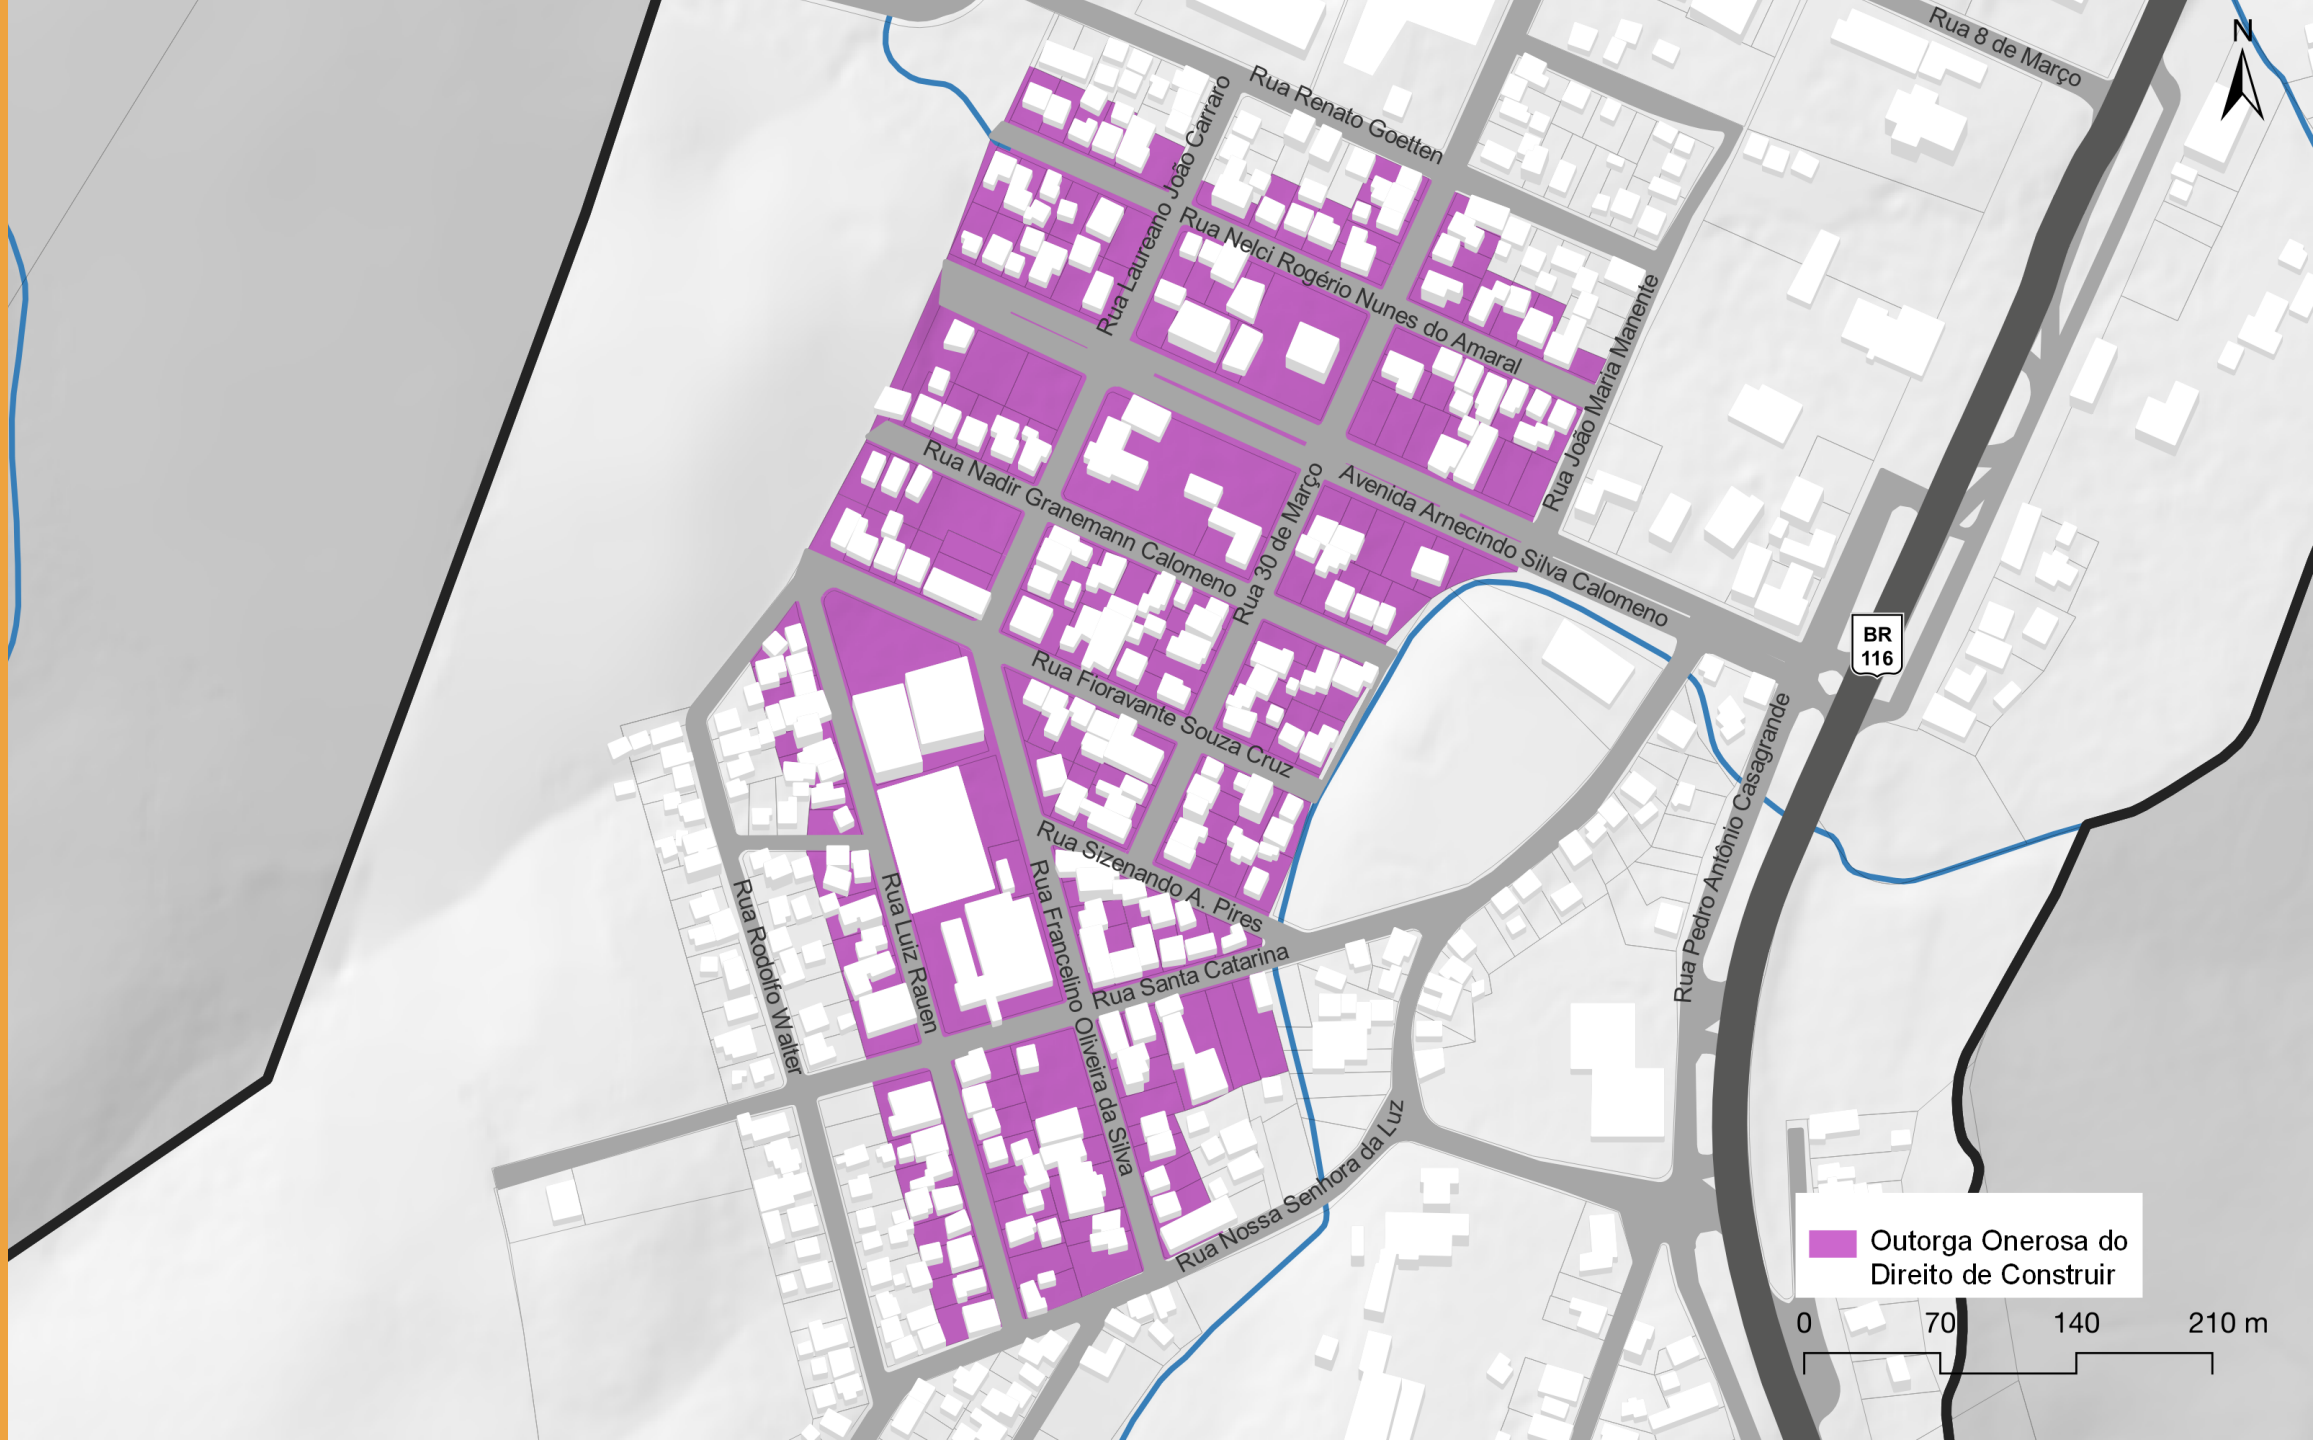 Rua 8 de Março
N
Rua Renato Goetten
Rua Laureano João Carraro
Rua Nelci Rogério Nunes do Amaral
Rua João Maria Manente
Rua Nadir Granemann Calomeno
Rua 30 de Março
Avenida Arnecindo Silva Calomeno
BR
116
Rua Fioravante Souza Cruz
Rua Pedro Antônio Casagrande
Rua Sizenando A. Pires
Rua Rodolfo Walter
Rua Luiz Rauen
Rua Francelino Oliveira da Silva
Rua Santa Catarina
Rua Nossa Senhora da Luz
Outorga Onerosa do
Direito de Construir
0 70 140 210 m